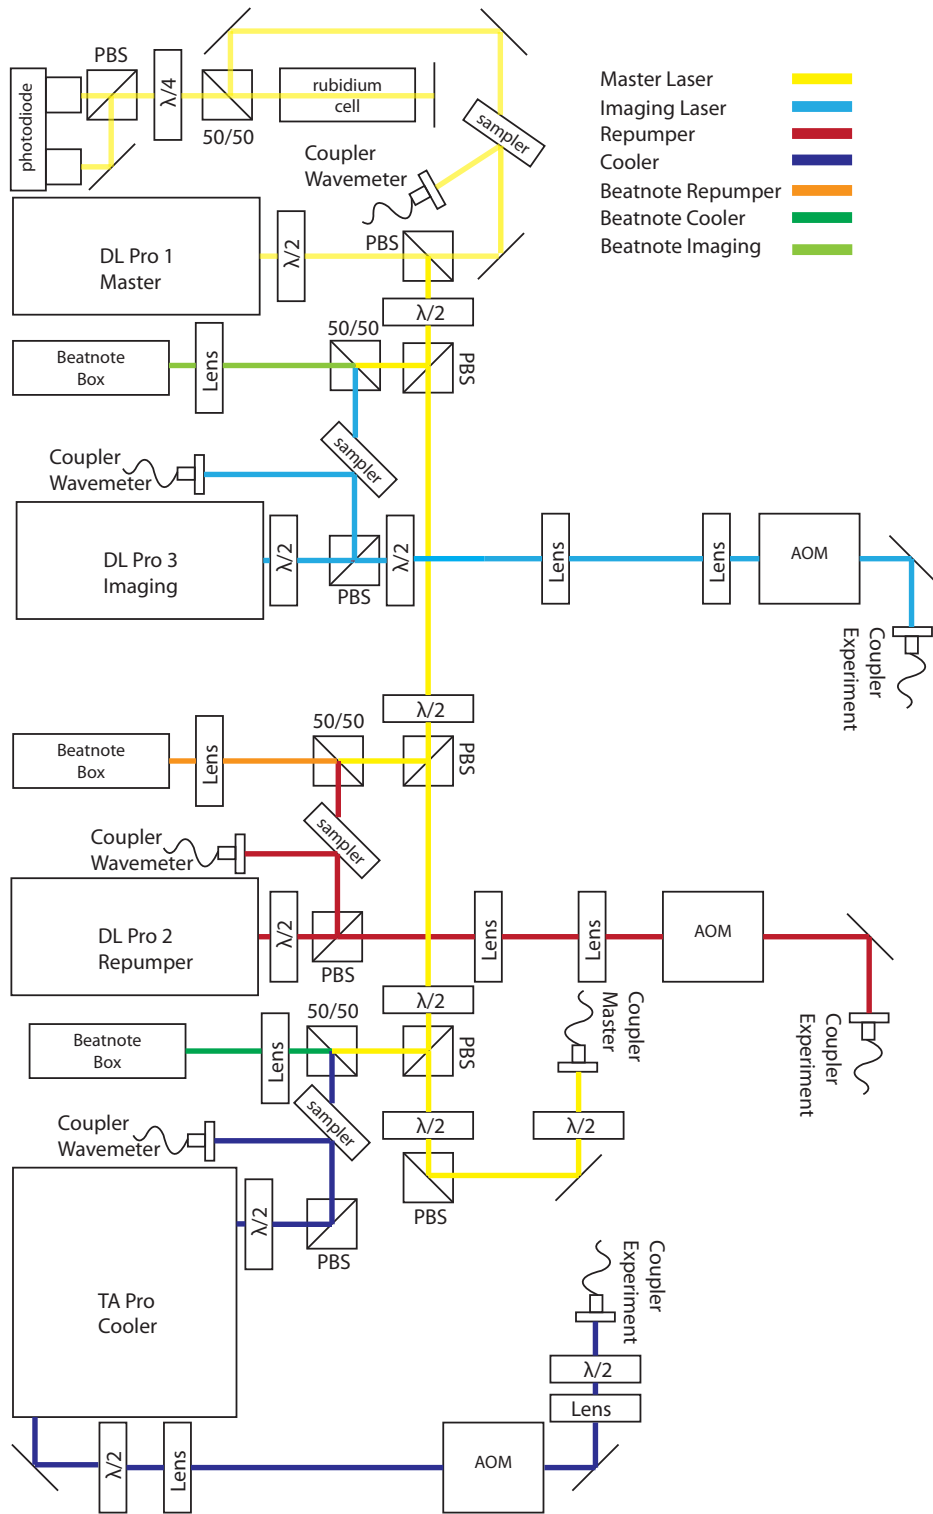 PBS
photodiode
λ/4
50/50
rubidium
cell
sampler
Coupler
Wavemeter
Master Laser
Imaging Laser
Repumper
Cooler
Beatnote Repumper
Beatnote Cooler
Beatnote Imaging
DL Pro 1
Master
λ/2
PBS
λ/2
50/50
Beatnote
Box
Lens
PBS
sampler
Coupler
Wavemeter
DL Pro 3
Imaging
λ/2
PBS
λ/2
Lens
Lens
AOM
Coupler
Experiment
λ/2
50/50
Beatnote
Box
Lens
PBS
sampler
Coupler
Wavemeter
DL Pro 2
Repumper
λ/2
PBS
Lens
Lens
AOM
Coupler
Experiment
λ/2
Coupler
Master
50/50
Beatnote
Box
Lens
PBS
sampler
Coupler
Wavemeter
λ/2
λ/2
PBS
λ/2
PBS
TA Pro
Cooler
Coupler
Experiment
λ/2
Lens
λ/2
Lens
AOM